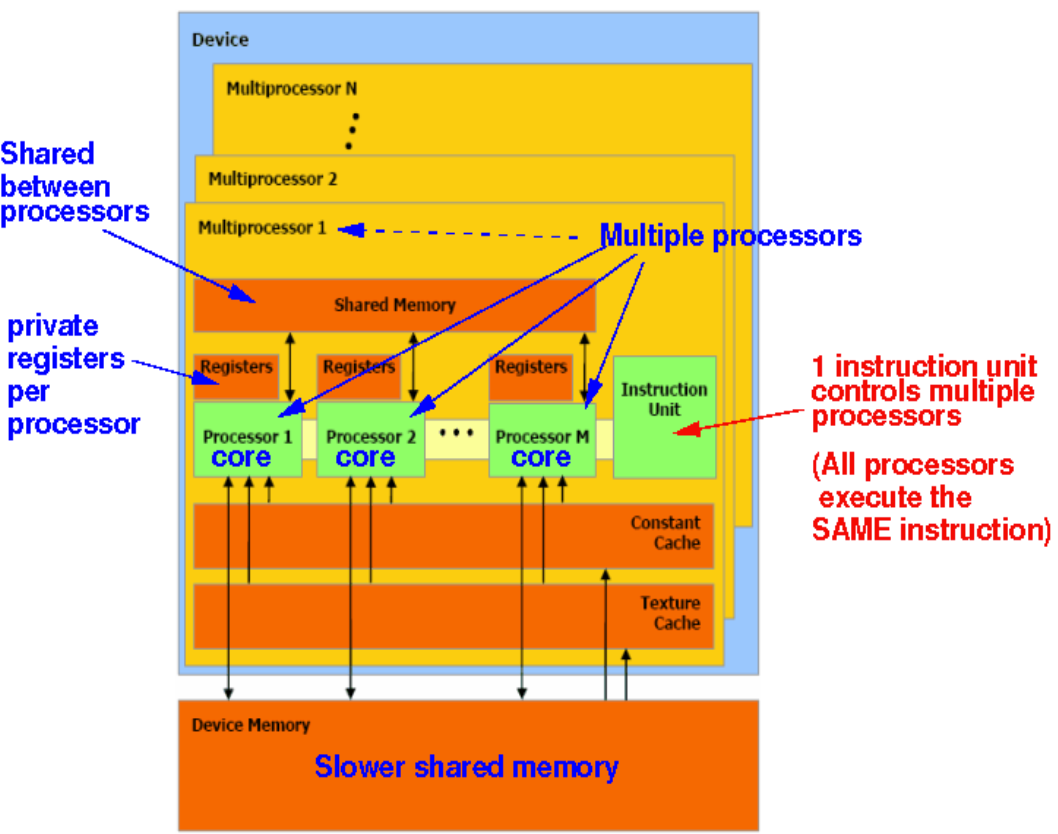 Device
Multiprocessor N
Shared
between
processors
Multiprocessor 2
Multiprocessor 1
Multiple processors
Shared Memory
private
registers
per
processor
Registers
Registers
Registers
Instruction
Unit
1 instruction unit
controls multiple
processors
(All processors
execute the
SAME instruction)
Processor 1
core
Processor 2
core
Processor M
core
Constant
Cache
Texture
Cache
Device Memory
Slower shared memory